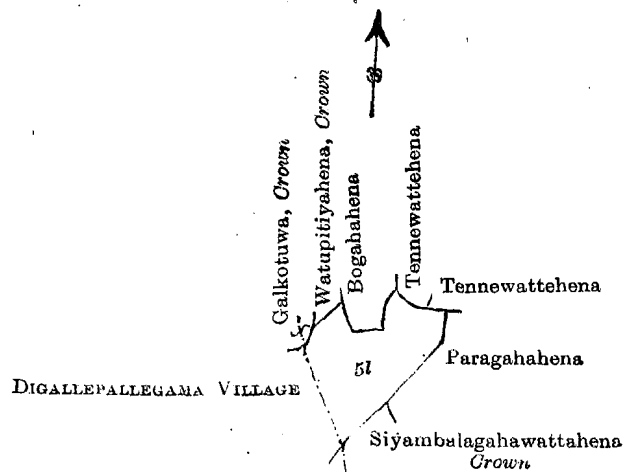 Galkotuwa, Crown
Watupitiyahena, Crown
Bogahahena
Tennewattehena
Tennewattehena
Paragahahena
51
DIGALLEPALLEGAMA VILLAGE
Siyambalagahawattahena
Crown